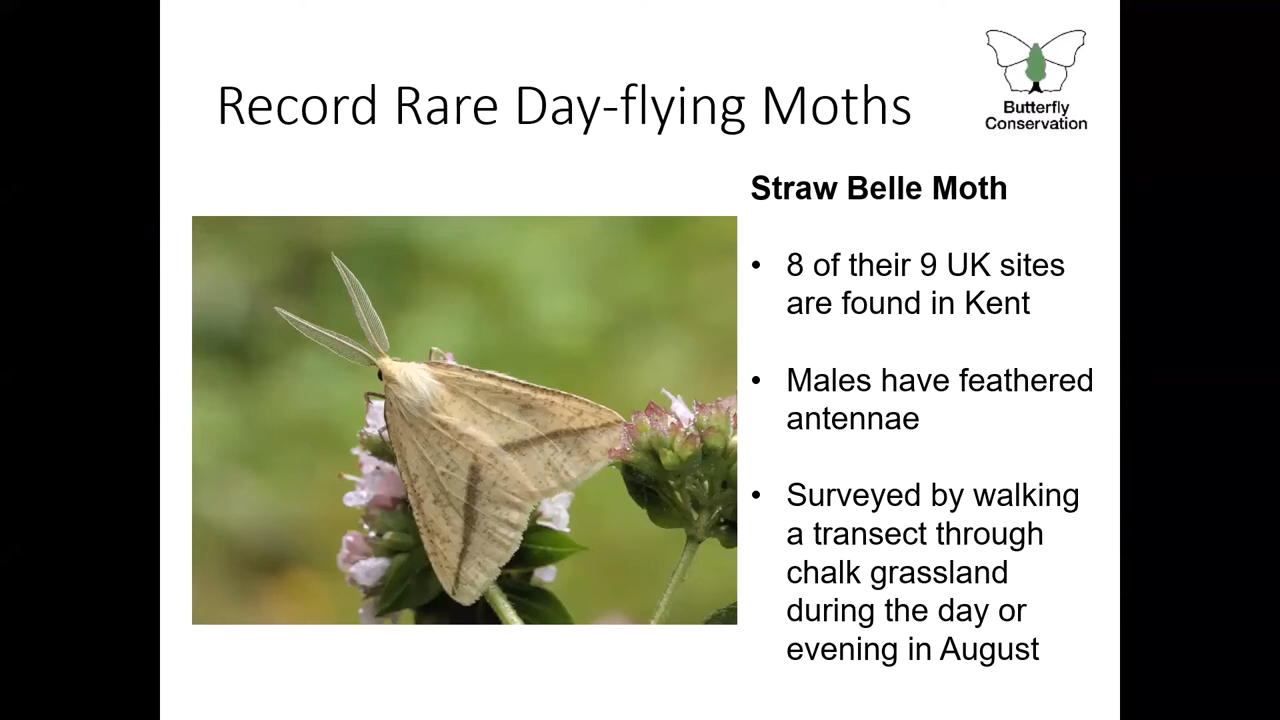 Record Rare Day-flying Moths
Butterfly
Conservation
Straw Belle Moth
• 8 of their 9 UK sites
are found in Kent
• Males have feathered
antennae
• Surveyed by walking
a transect through
chalk grassland
during the day or
evening in August